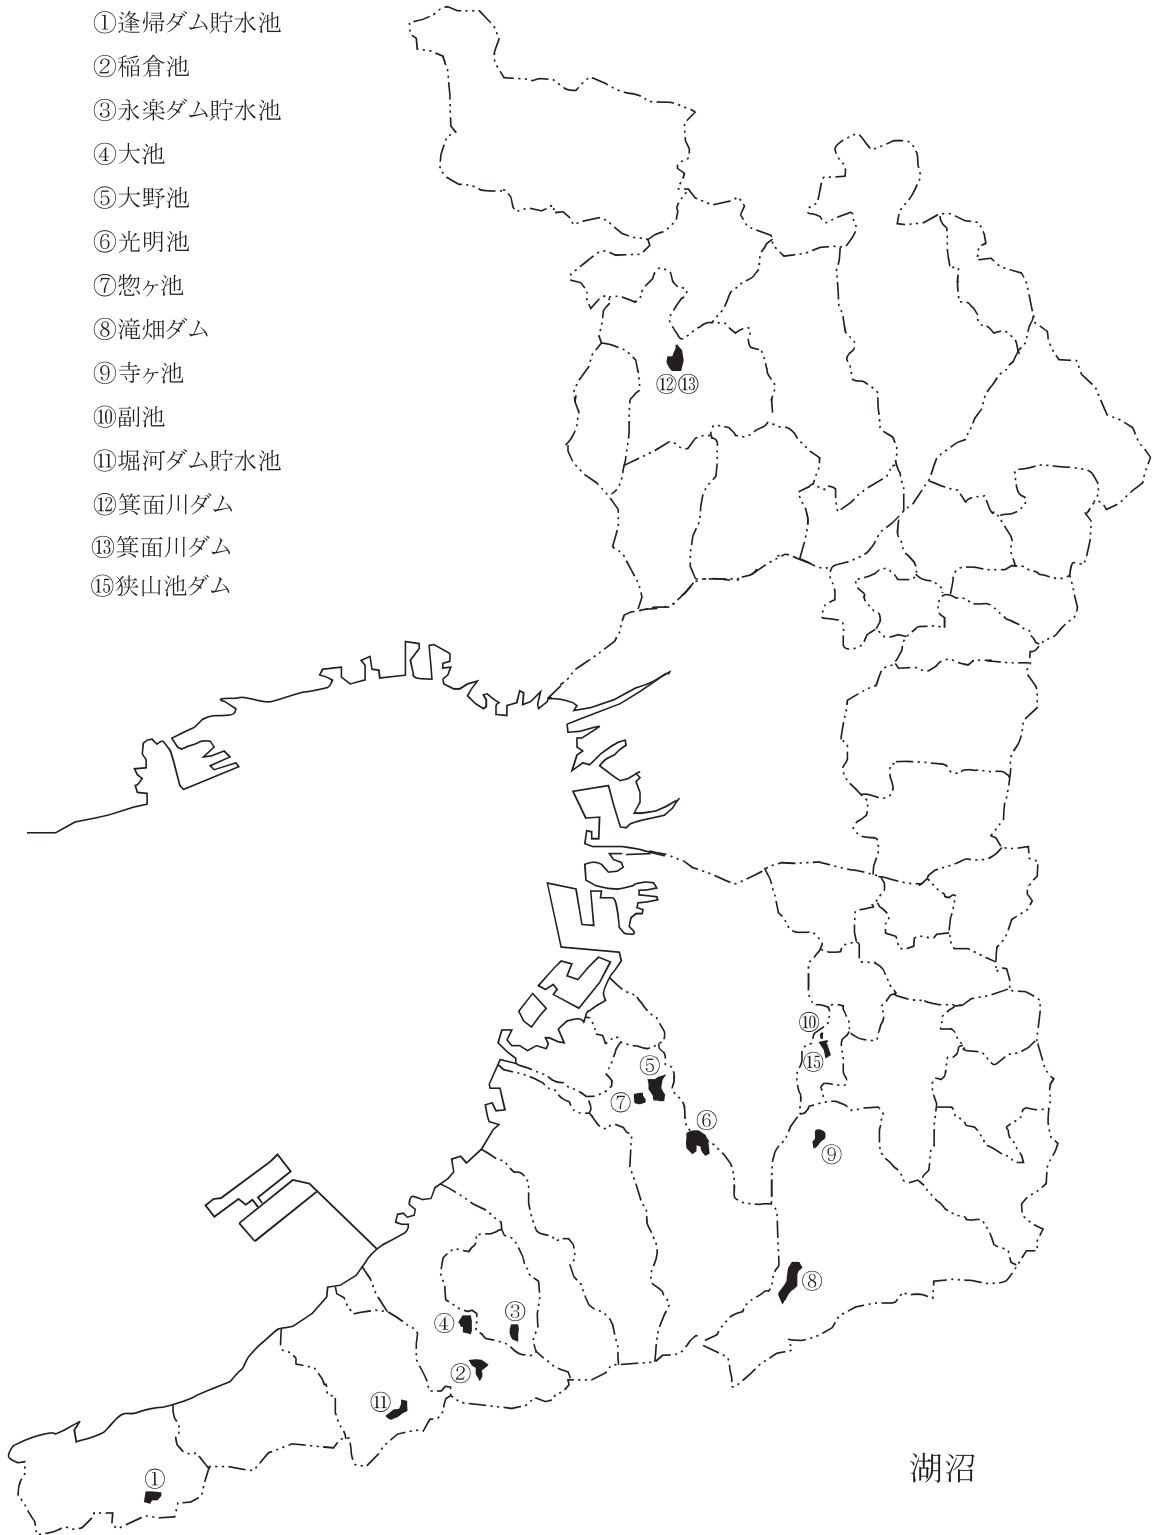 ①逢帰ダム貯水池
②稲倉池
③永楽ダム貯水池
④大池
⑤大野池
⑥光明池
⑦惣ヶ池
⑧滝畑ダム
⑨寺ヶ池
⑩副池
⑪堀河ダム貯水池
⑫箕面川ダム
⑬箕面川ダム
⑮狭山池ダム
⑫⑬
⑩
⑮
⑤
⑦
⑥
⑨
⑧
③
④
②
⑪
①
湖沼